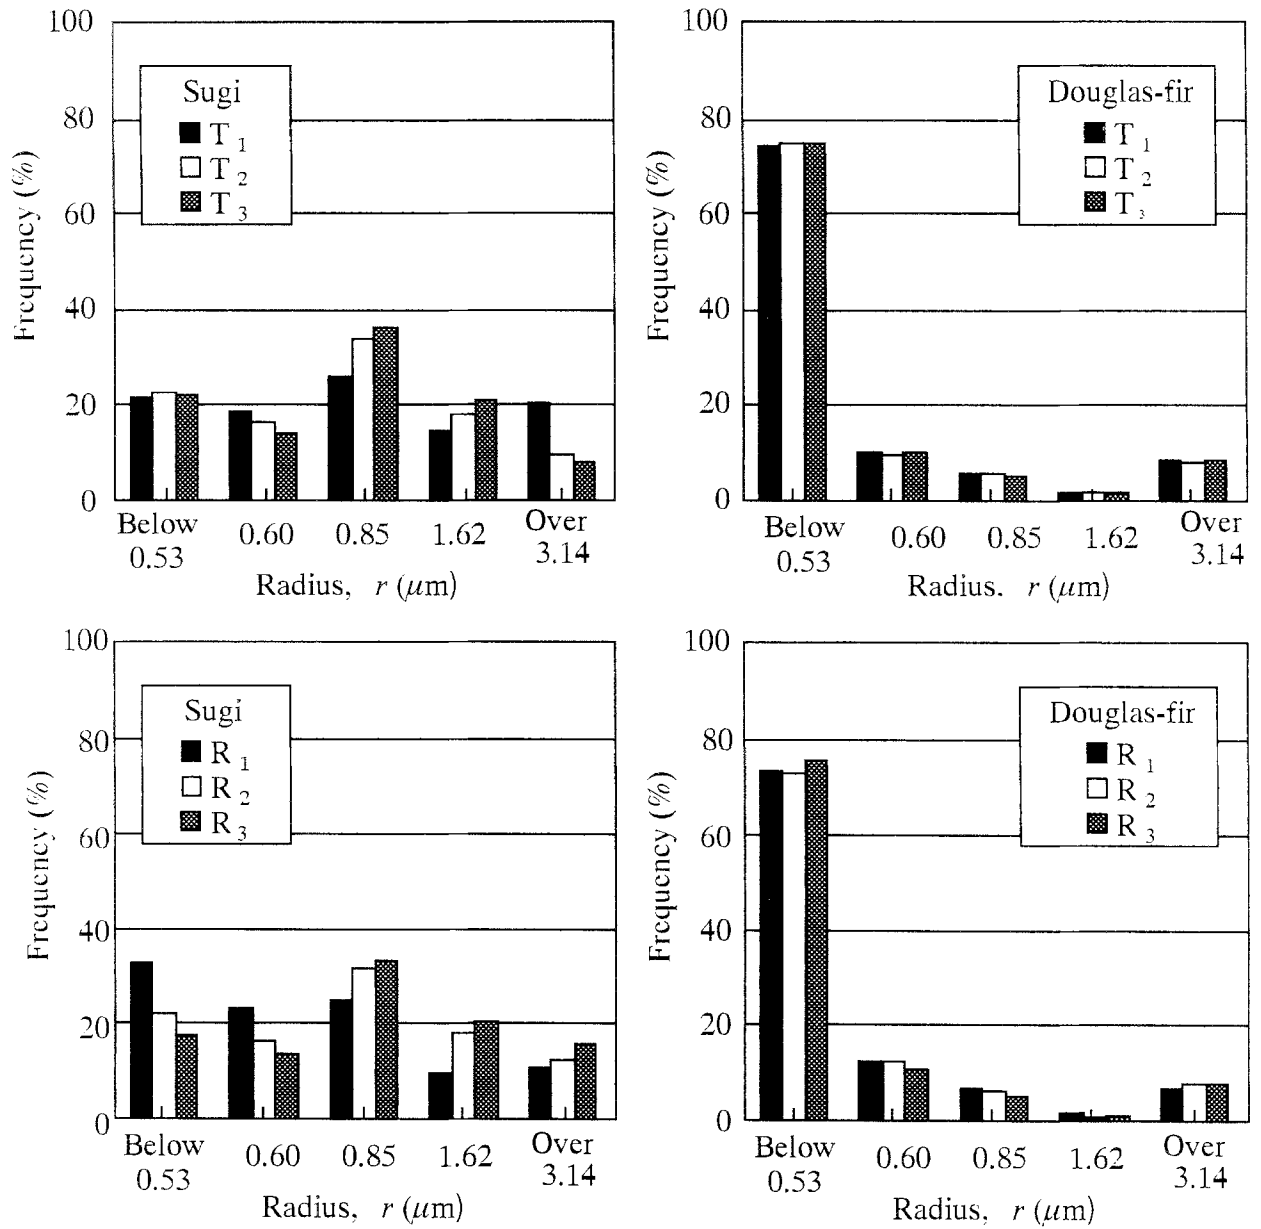 100
80
60
40
20
0
Frequency (%)
Sugi
T 1
T 2
T 3
Below 0.53
0.60
0.85
1.62
Over 3.14
Radius, r (μm)
100
80
60
40
20
0
Frequency (%)
Douglas-fir
T 1
T 2
T 3
Below 0.53
0.60
0.85
1.62
Over 3.14
Radius. r (μm)
100
80
60
40
20
0
Frequency (%)
Sugi
R 1
R 2
R 3
Below 0.53
0.60
0.85
1.62
Over 3.14
Radius, r (μm)
100
80
60
40
20
0
Frequency (%)
Douglas-fir
R 1
R 2
R 3
Below 0.53
0.60
0.85
1.62
Over 3.14
Radius, r (μm)